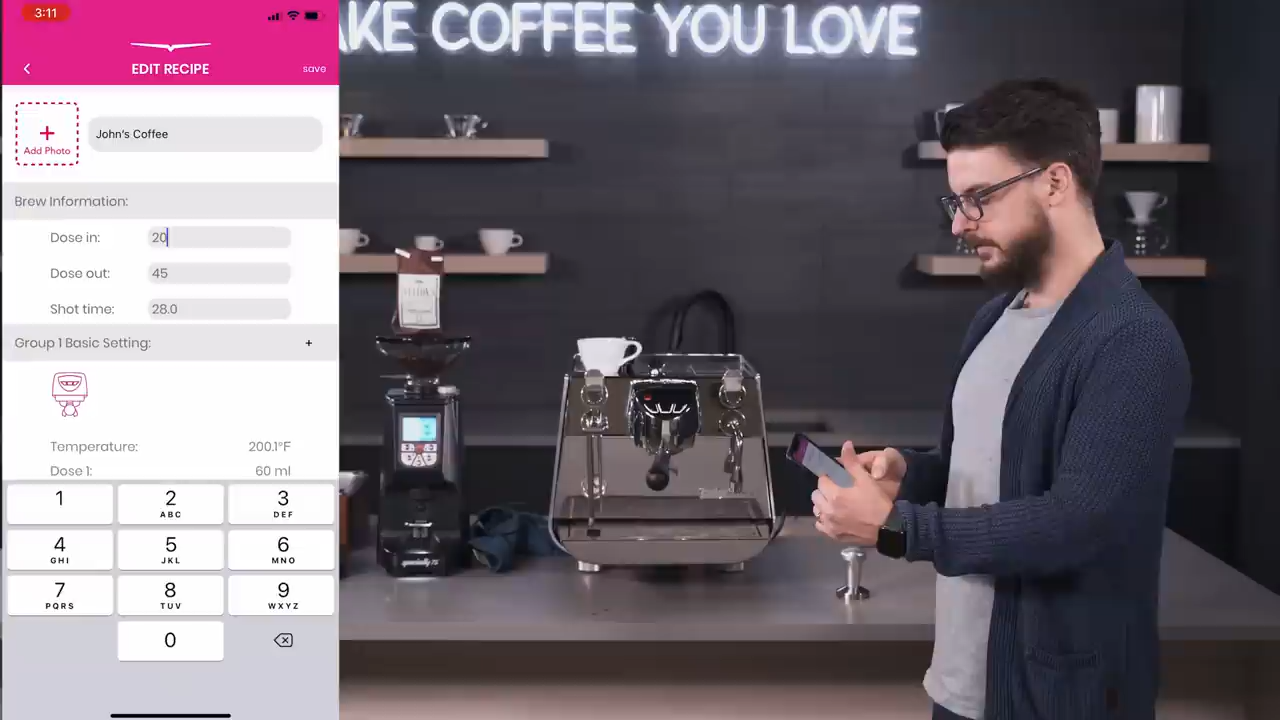 3:11
EDIT RECIPE
save
+
Add Photo
John's Coffee
Brew Information:
Dose in: 20
Dose out: 45
Shot time: 28.0
Group 1 Basic Setting: +
Temperature: 200.1°F
Dose 1: 60 ml
1
2 ABC
3 DEF
4 GHI
5 JKL
6 MNO
7 PQRS
8 TUV
9 WXYZ
0
AKE COFFEE YOU LOVE
specialty 75